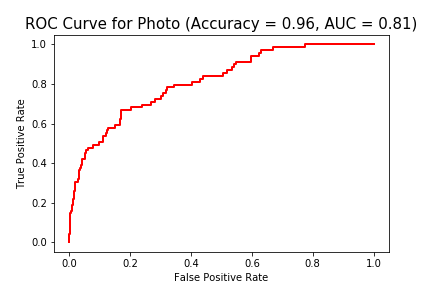 ROC Curve for Photo (Accuracy = 0.96, AUC = 0.81)
1.0
0.8
0.6
0.4
0.2
0.0
True Positive Rate
0.0 0.2 0.4 0.6 0.8 1.0
False Positive Rate